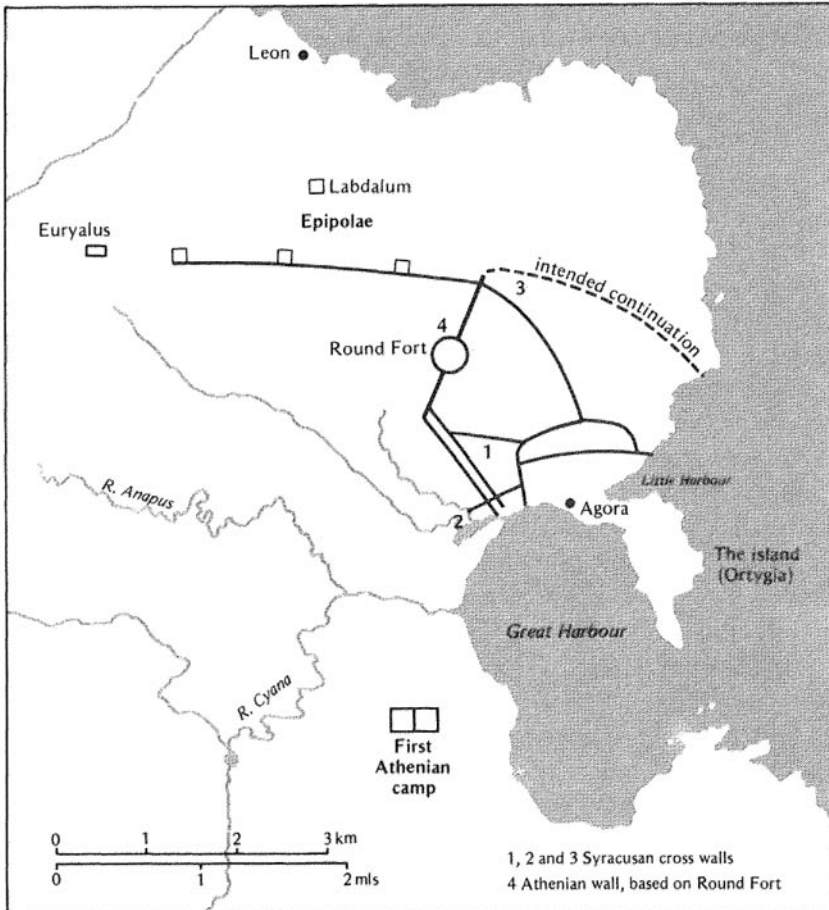 Leon
Labdalum
Epipolae
Euryalus
intended continuation
3
4
Round Fort
1
R. Anapus
Little Harbour
2
Agora
The island
(Ortygia)
Great Harbour
R. Cyana
First
Athenian
camp
0 1 2 3 km
0 1 2 mls
1, 2 and 3 Syracusan cross walls
4 Athenian wall, based on Round Fort